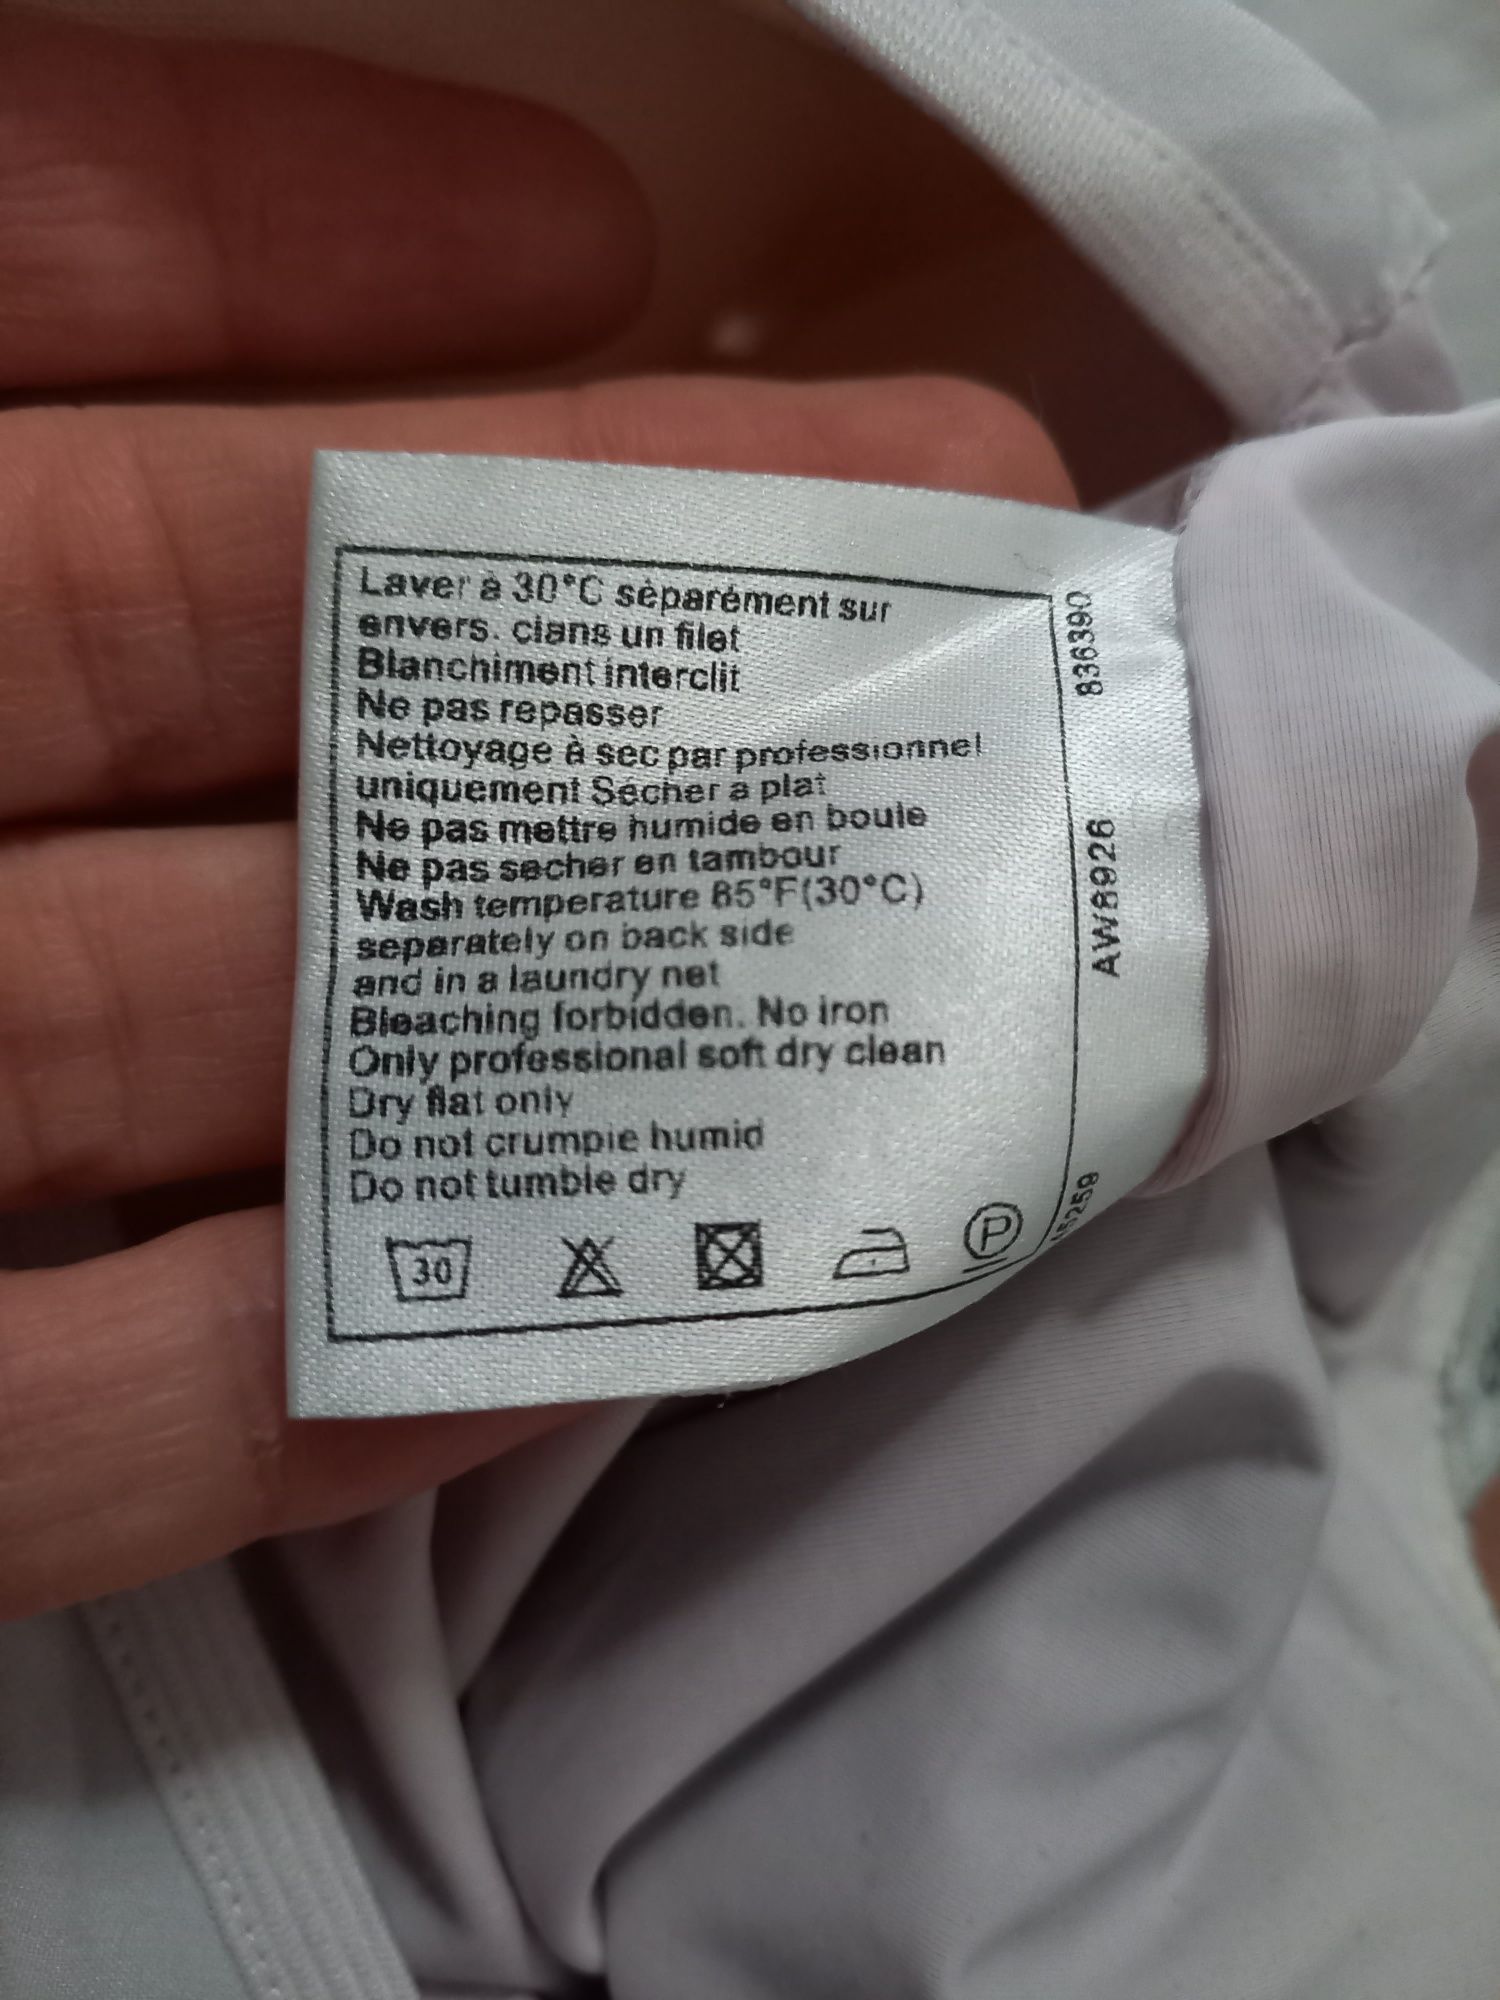 Laver à 30°C sèparément sur
envers. clans un filet
Blanchiment interclit
Ne pas repasser
Nettoyage à sec par professionnel
uniquement Sécher a plat
Ne pas mettre humide en boule
Ne pas secher en tambour
Wash temperature 85°F(30°C)
separately on back side
and in a laundry net
Bleaching forbidden. No iron
Only professional soft dry clean
Dry flat only
Do not crumple humid
Do not tumble dry
30
P
836390
AW8926